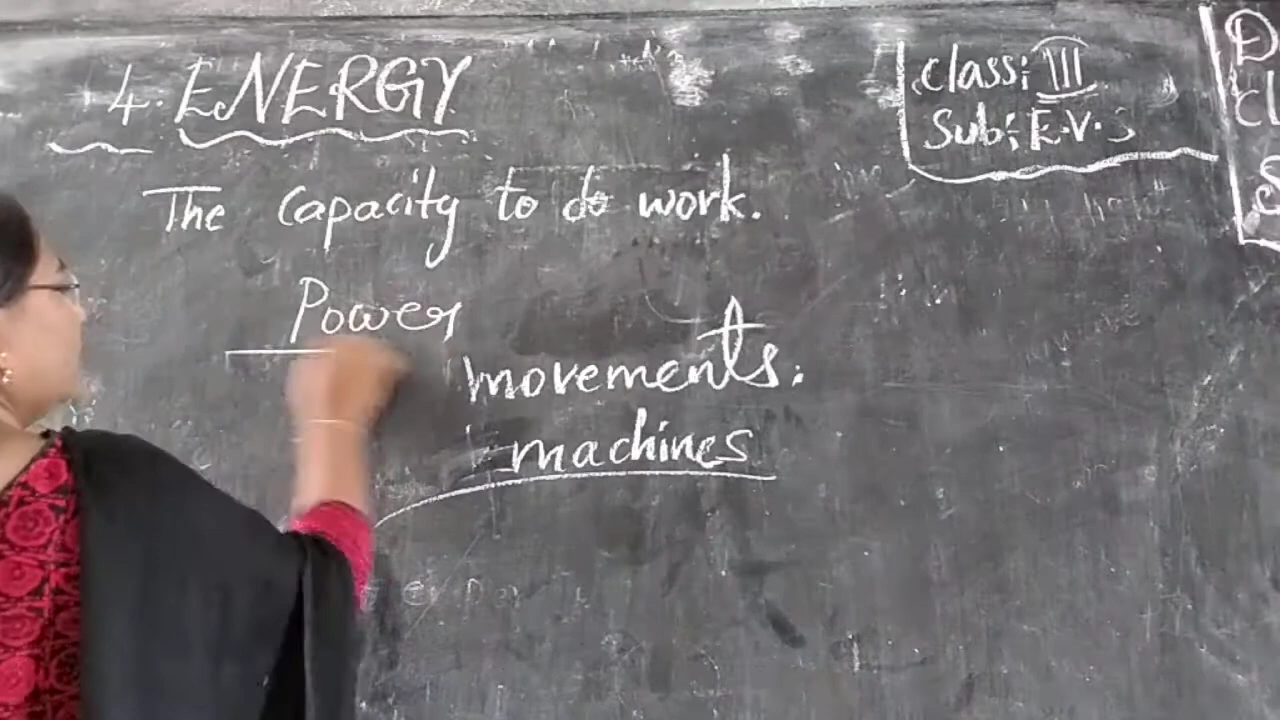 4. ENERGY
Class: III
Sub: E.V.S
The capacity to do work.
Power
movements.
machines